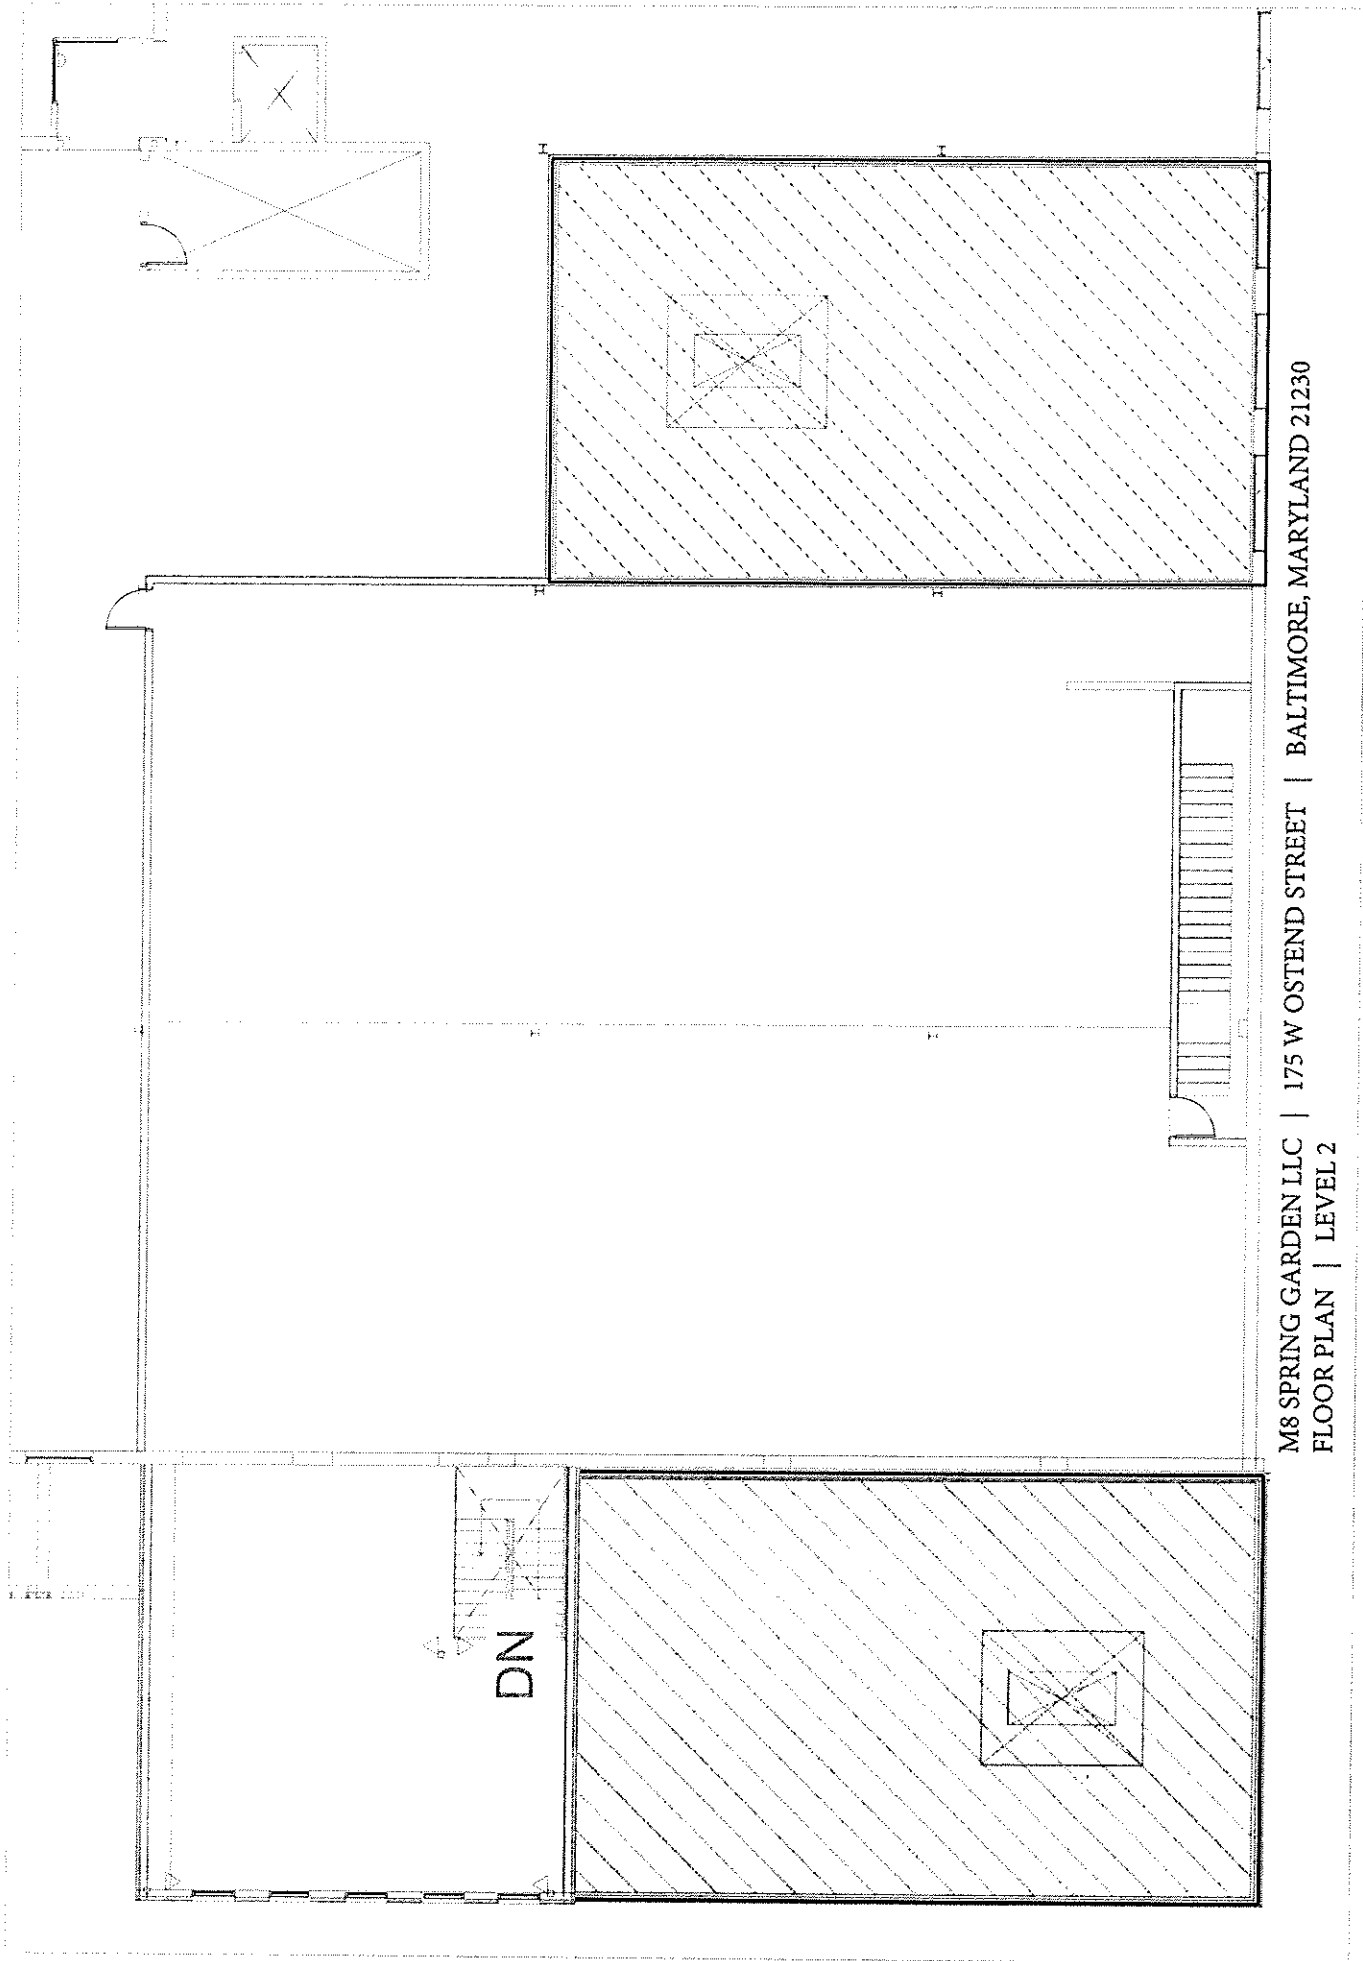 DN
M8 SPRING GARDEN LLC | 175 W OSTEND STREET | BALTIMORE, MARYLAND 21230
FLOOR PLAN | LEVEL 2